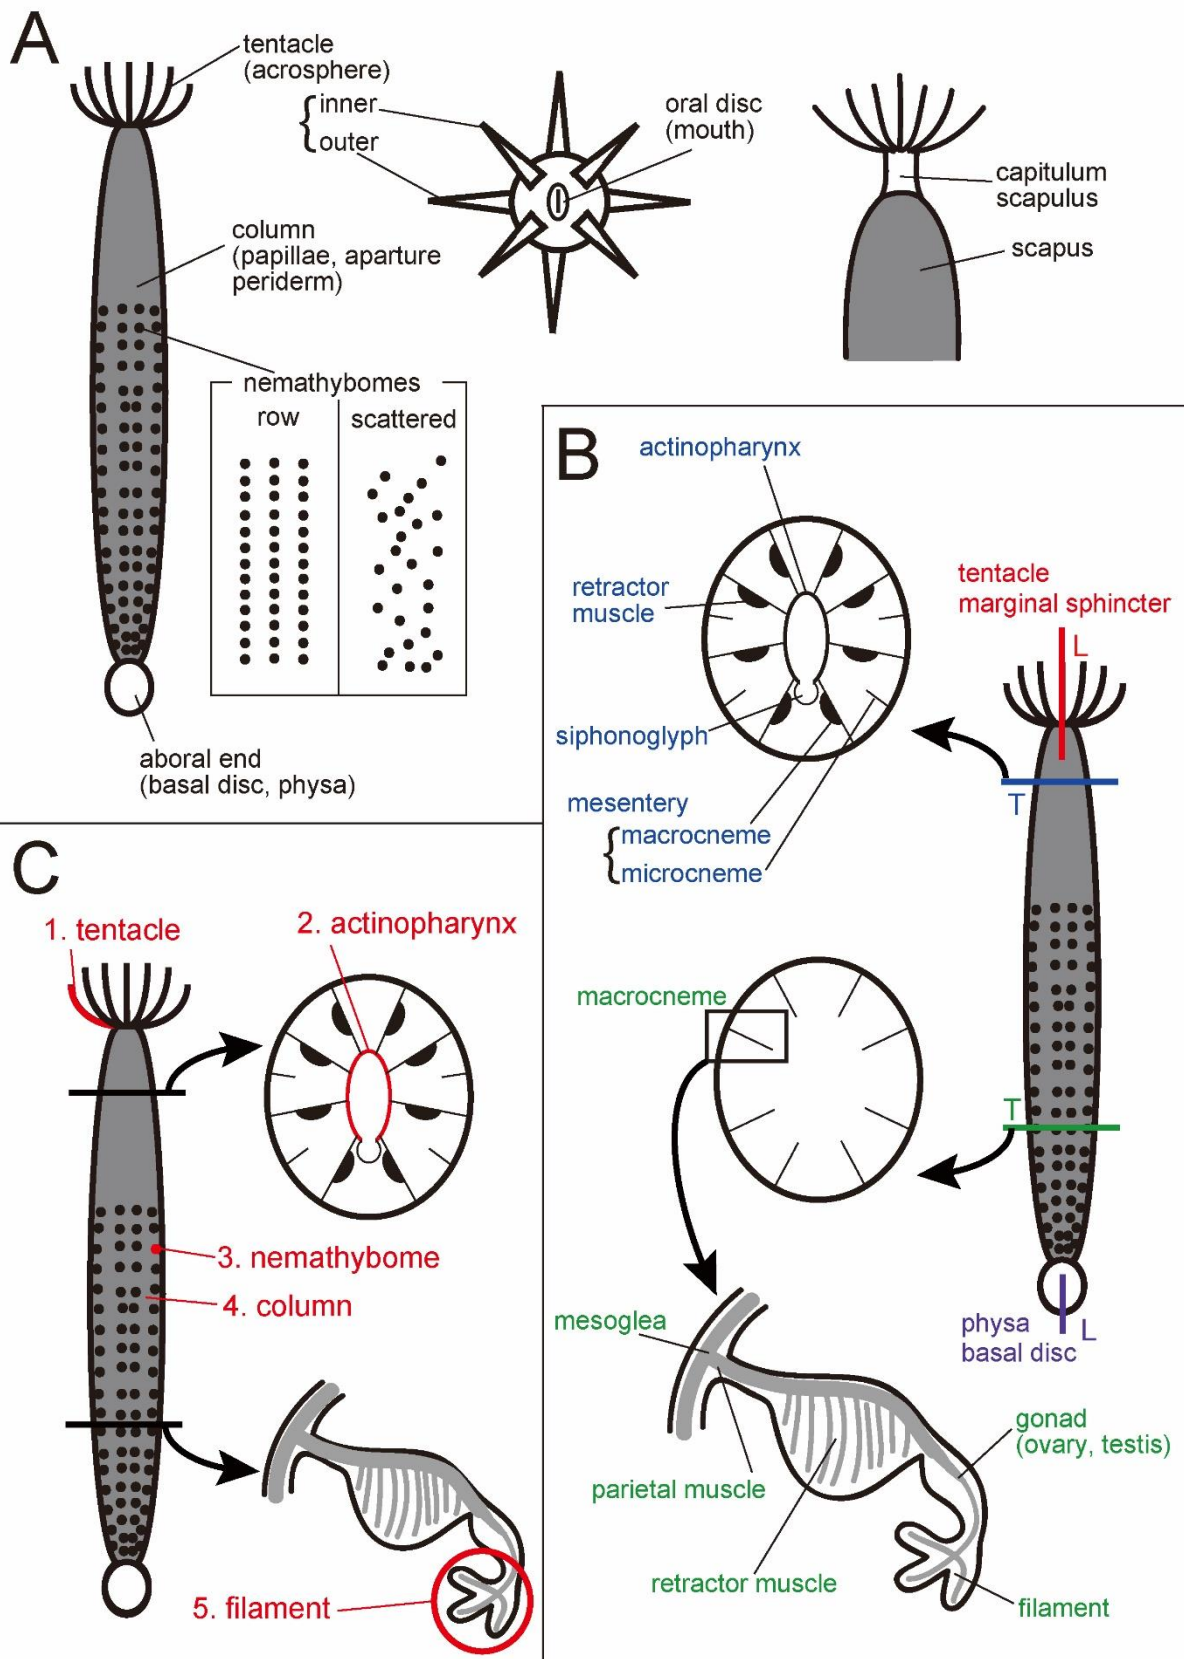 A
tentacle
(acrosphere)
inner
outer
oral disc
(mouth)
capitulum
scapulus
scapus
column
(papillae, aparture
periderm)
nemathybomes
row
scattered
aboral end
(basal disc, physa)
B
actinopharynx
retractor
muscle
siphonoglyph
mesentery
macrocneme
microcneme
tentacle
marginal sphincter
L
T
macrocneme
T
physa
basal disc
L
mesoglea
parietal muscle
retractor muscle
gonad
(ovary, testis)
filament
C
1. tentacle
2. actinopharynx
3. nemathybome
4. column
5. filament